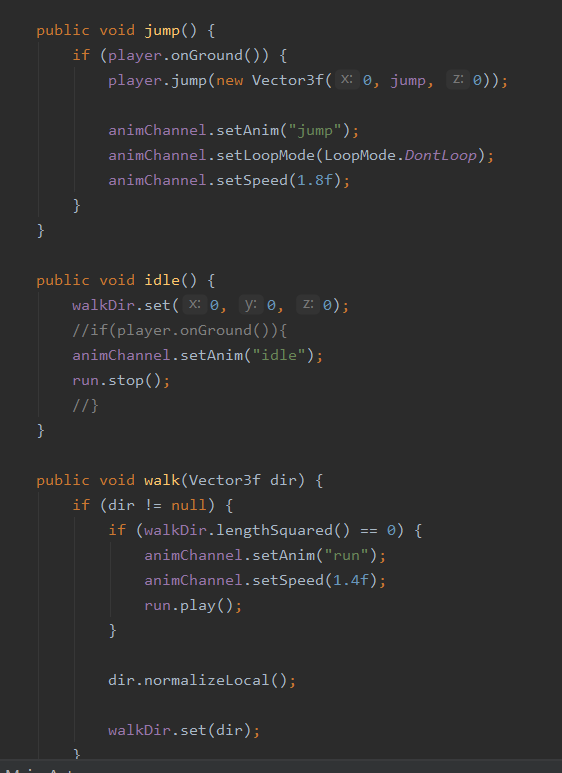 public void jump() {
    if (player.onGround()) {
        player.jump(new Vector3f( x: 0, jump, z: 0));

        animChannel.setAnim("jump");
        animChannel.setLoopMode(LoopMode.DontLoop);
        animChannel.setSpeed(1.8f);
    }
}

public void idle() {
    walkDir.set( x: 0, y: 0, z: 0);
    //if(player.onGround()){
    animChannel.setAnim("idle");
    run.stop();
    //}
}

public void walk(Vector3f dir) {
    if (dir != null) {
        if (walkDir.lengthSquared() == 0) {
            animChannel.setAnim("run");
            animChannel.setSpeed(1.4f);
            run.play();
        }

        dir.normalizeLocal();

        walkDir.set(dir);
    }